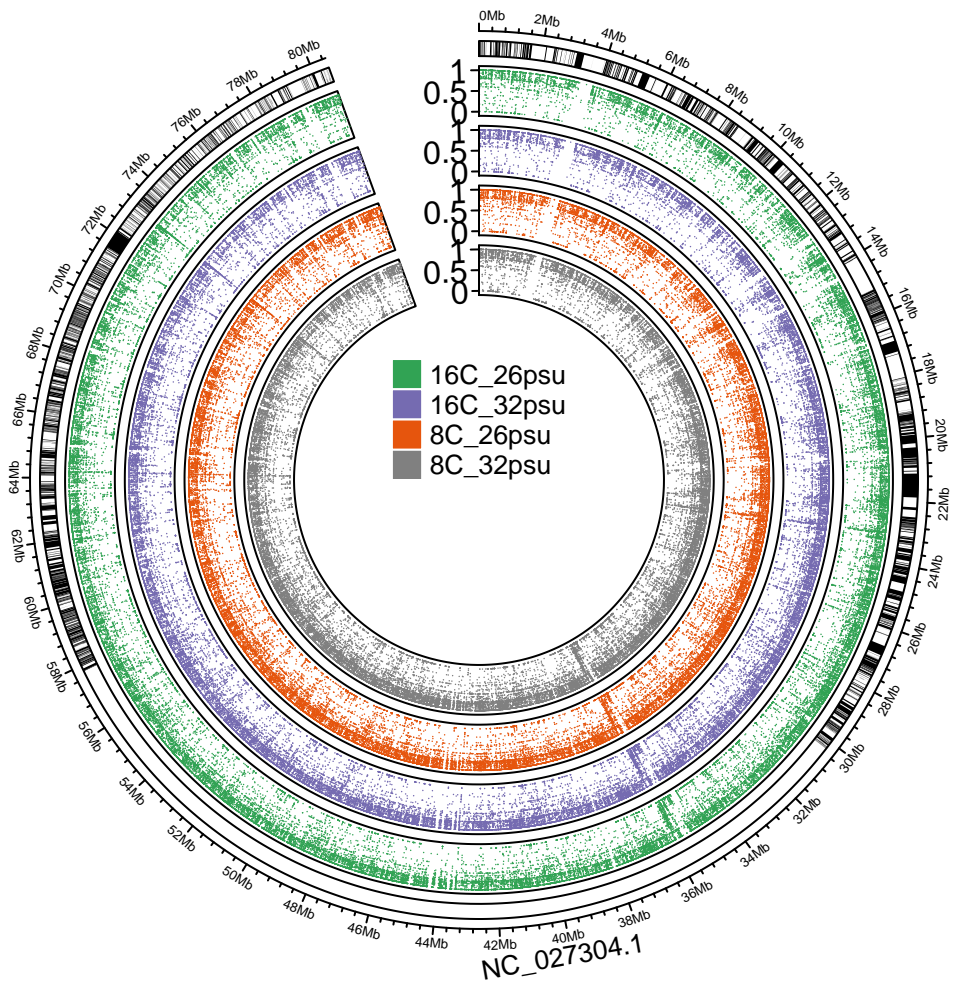 0Mb
2Mb
4Mb
6Mb
8Mb
10Mb
12Mb
14Mb
16Mb
18Mb
20Mb
22Mb
24Mb
26Mb
28Mb
30Mb
32Mb
34Mb
36Mb
38Mb
40Mb
42Mb
44Mb
46Mb
48Mb
50Mb
52Mb
54Mb
56Mb
58Mb
60Mb
62Mb
64Mb
66Mb
68Mb
70Mb
72Mb
74Mb
76Mb
78Mb
80Mb
1
0.5
0
1
0.5
0
1
0.5
0
1
0.5
0
16C_26psu
16C_32psu
8C_26psu
8C_32psu
NC_027304.1